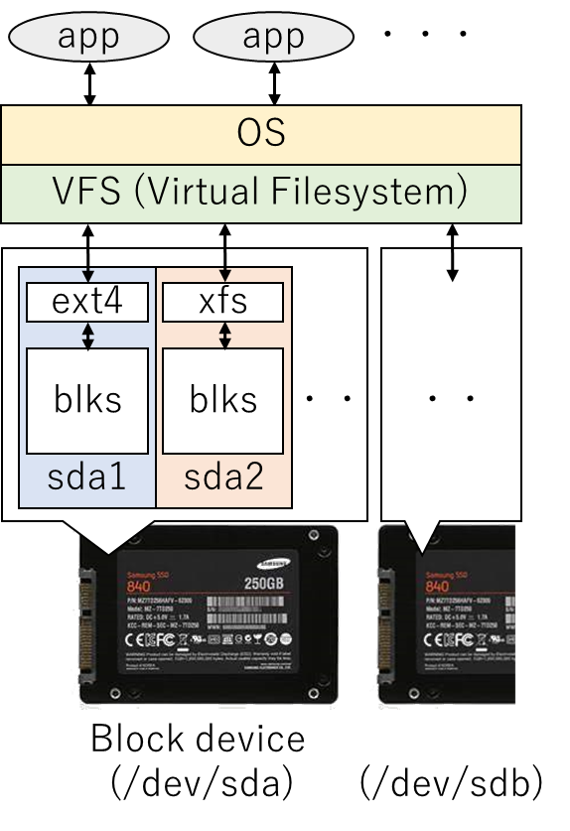 app app . . .
OS
VFS (Virtual Filesystem)
ext4 xfs
blks blks . . . .
sda1 sda2
SAMSUNG
Samsung SSD
840
250GB
Samsung SSD
840
Block device
(/dev/sda) (/dev/sdb)